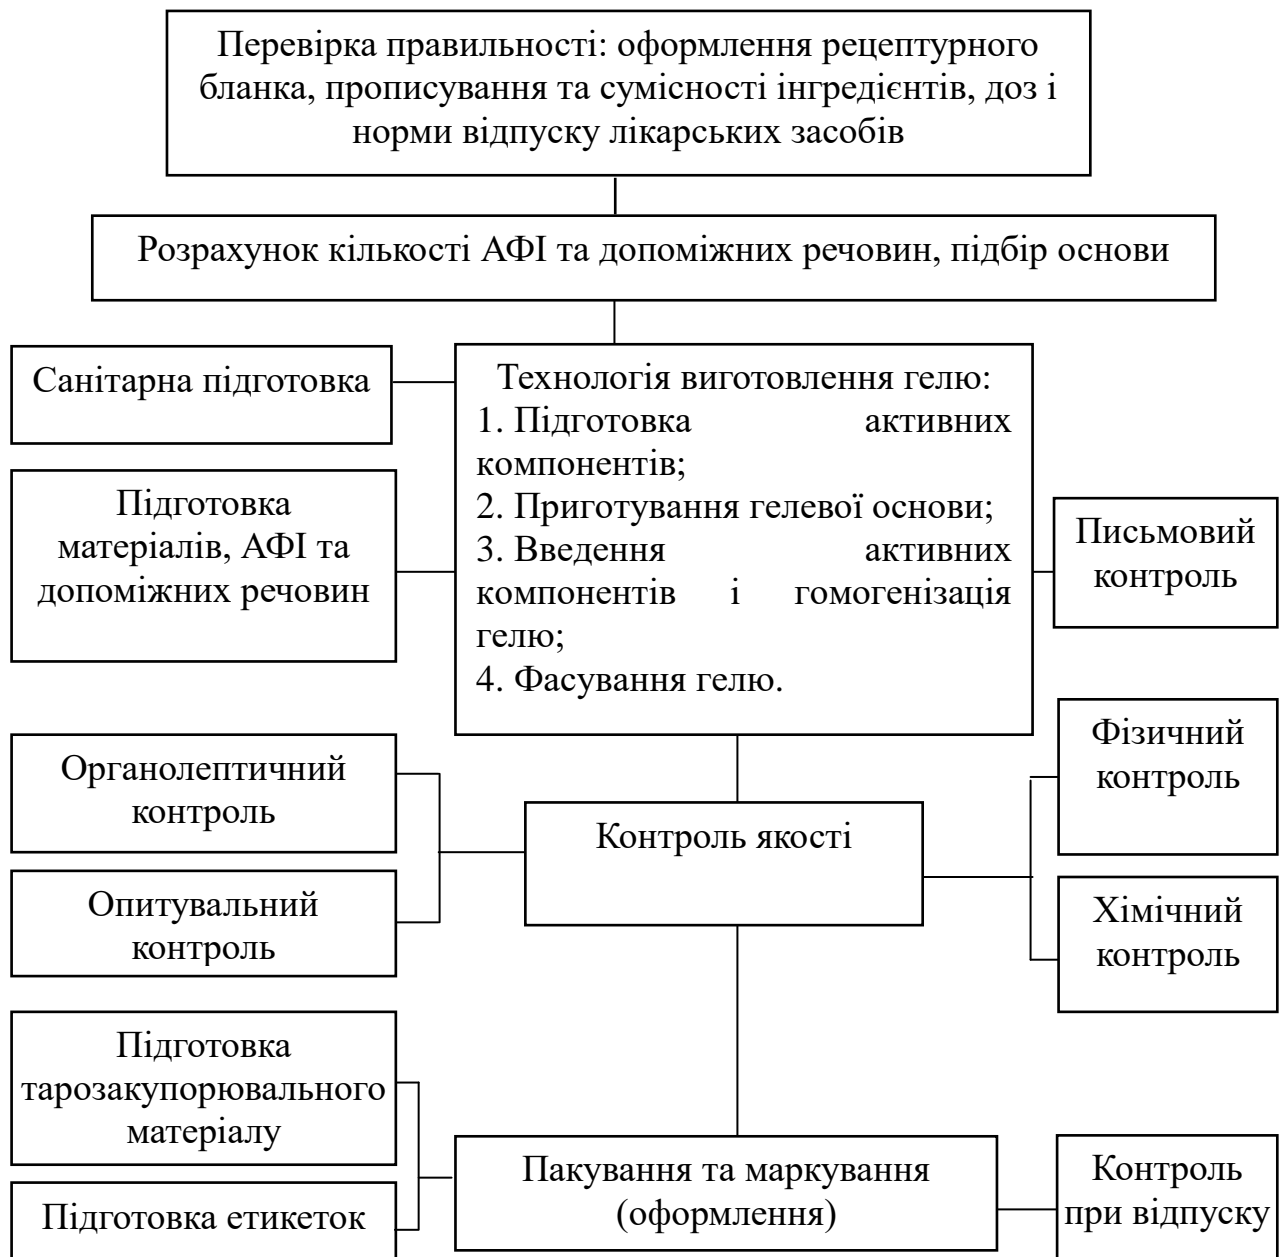 Перевірка правильності: оформлення рецептурного
бланка, прописування та сумісності інгредієнтів, доз і
норми відпуску лікарських засобів
Розрахунок кількості АФІ та допоміжних речовин, підбір основи
Санітарна підготовка
Підготовка
матеріалів, АФІ та
допоміжних речовин
Технологія виготовлення гелю:
1. Підготовка активних
компонентів;
2. Приготування гелевої основи;
3. Введення активних
компонентів і гомогенізація
гелю;
4. Фасування гелю.
Письмовий
контроль
Органолептичний
контроль
Опитувальний
контроль
Контроль якості
Фізичний
контроль
Хімічний
контроль
Підготовка
тарозакупорювального
матеріалу
Підготовка етикеток
Пакування та маркування
(оформлення)
Контроль
при відпуску